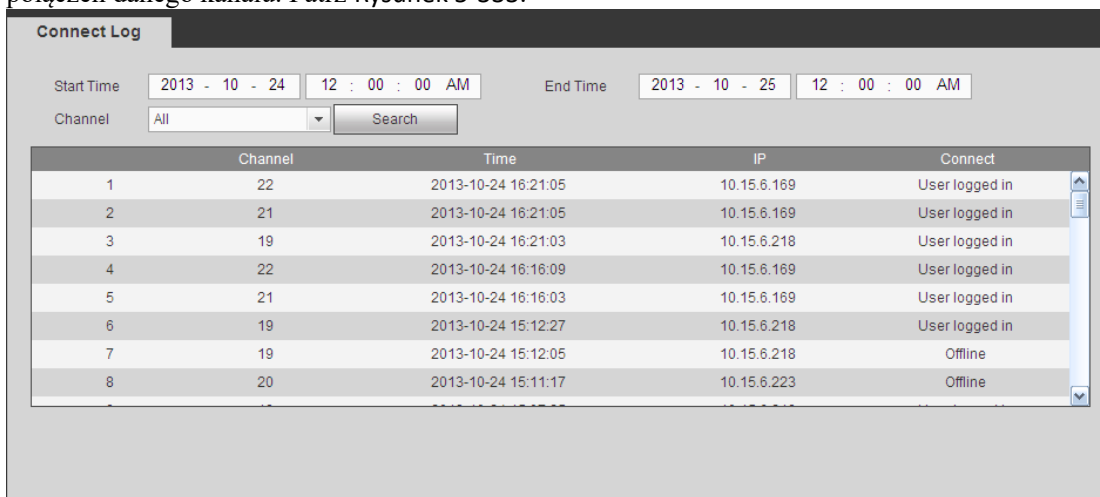 połączeń danego kanału. Patrz Rysunek 5-333.
Connect Log
Start Time 2013 - 10 - 24 12 : 00 : 00 AM End Time 2013 - 10 - 25 12 : 00 : 00 AM
Channel All Search
Channel Time IP Connect
1 22 2013-10-24 16:21:05 10.15.6.169 User logged in
2 21 2013-10-24 16:21:05 10.15.6.169 User logged in
3 19 2013-10-24 16:21:03 10.15.6.218 User logged in
4 22 2013-10-24 16:16:09 10.15.6.169 User logged in
5 21 2013-10-24 16:16:03 10.15.6.169 User logged in
6 19 2013-10-24 15:12:27 10.15.6.218 User logged in
7 19 2013-10-24 15:12:05 10.15.6.218 Offline
8 20 2013-10-24 15:11:17 10.15.6.223 Offline